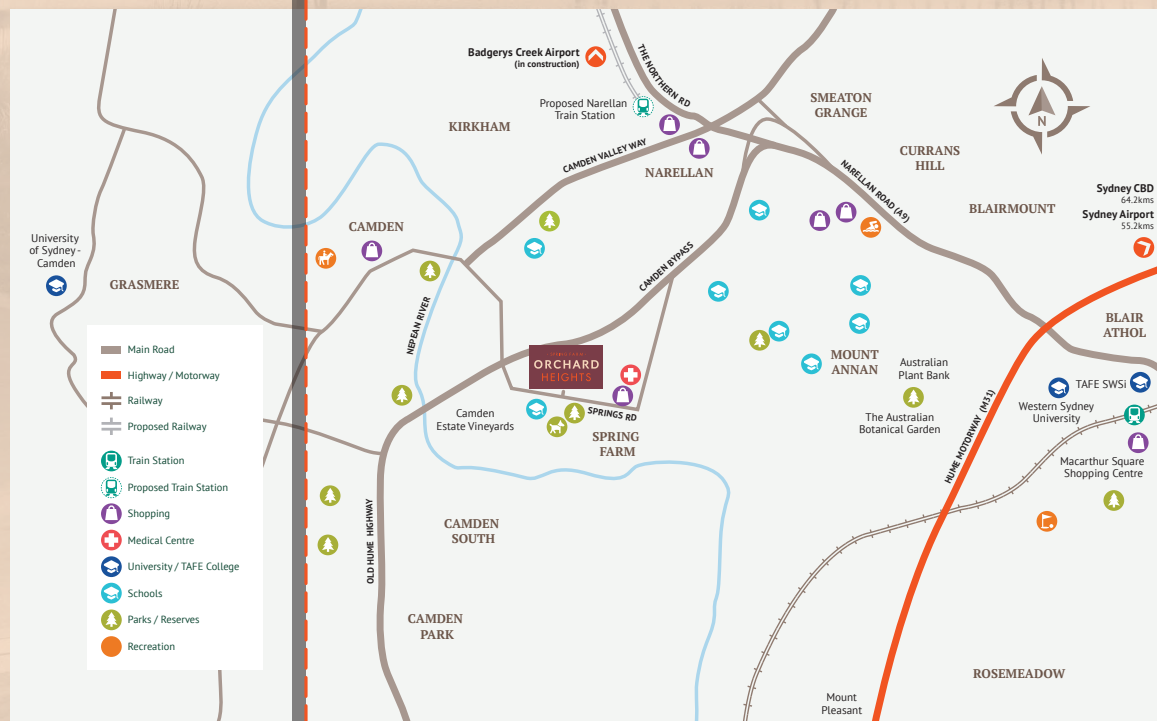 Badgerys Creek Airport
(in construction)
THE NORTHERN RD
Proposed Narellan
Train Station
SMEATON
GRANGE
N
KIRKHAM
CAMDEN VALLEY WAY
NARELLAN
CURRANS
HILL
NARELLAN ROAD (A9)
BLAIRMOUNT
Sydney CBD
64.2kms
Sydney Airport
55.2kms
University
of Sydney -
Camden
GRASMERE
CAMDEN
NEPEAN RIVER
CAMDEN BYPASS
BLAIR
ATHOL
MOUNT
ANNAN
Australian
Plant Bank
The Australian
Botanical Garden
HUME MOTORWAY (M31)
TAFE SWSi
Western Sydney
University
Macarthur Square
Shopping Centre
ORCHARD
HEIGHTS
SPRINGS RD
Camden
Estate Vineyards
SPRING
FARM
Main Road
Highway / Motorway
Railway
Proposed Railway
Train Station
Proposed Train Station
Shopping
Medical Centre
University / TAFE College
Schools
Parks / Reserves
Recreation
OLD HUME HIGHWAY
CAMDEN
SOUTH
CAMDEN
PARK
ROSEMEADOW
Mount
Pleasant